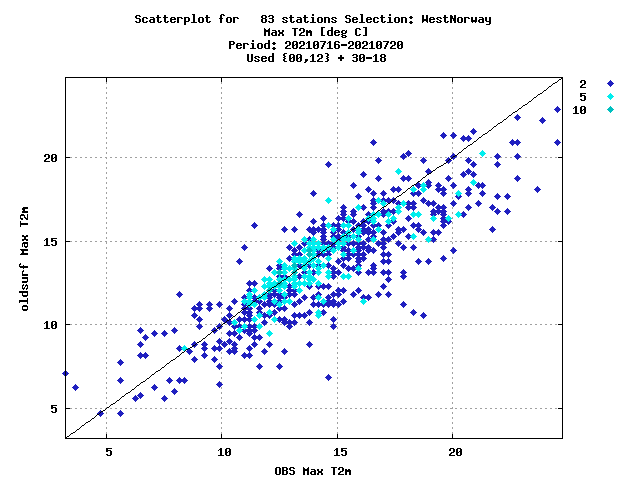 Scatterplot for   83 stations Selection: WestNorway
Max T2m [deg C]
Period: 20210716-20210720
Used {00,12} + 30-18
2
5
10
20
15
10
5
oldsurf Max T2m
5 10 15 20
OBS Max T2m